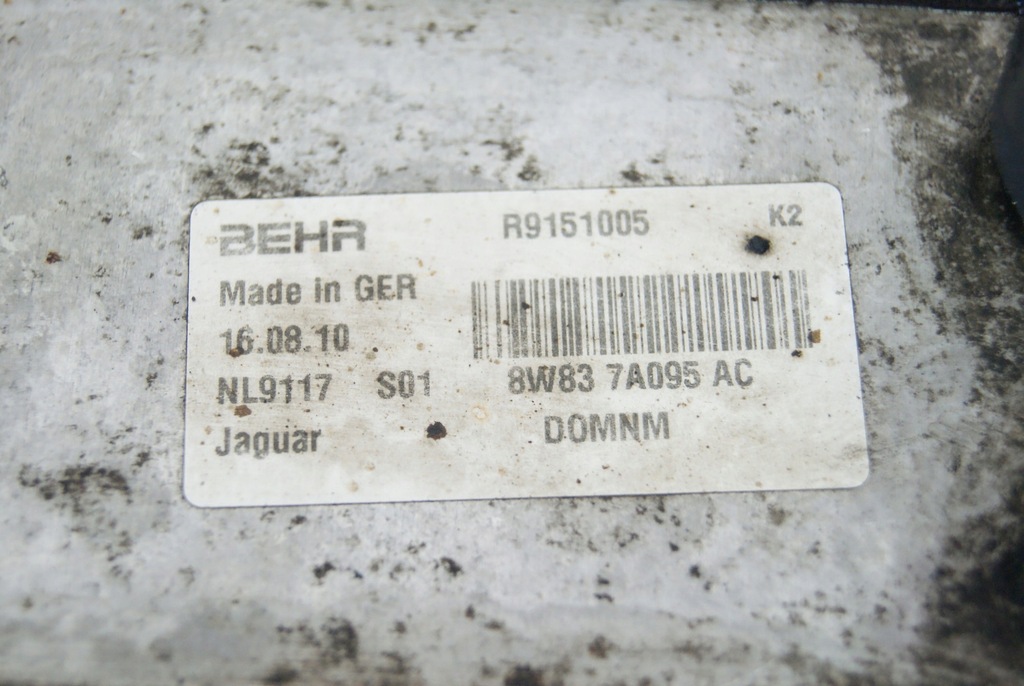 BEHR R9151005 K2
Made in GER
16.08.10
NL9117 S01 8W83 7A095 AC
Jaguar DOMNM